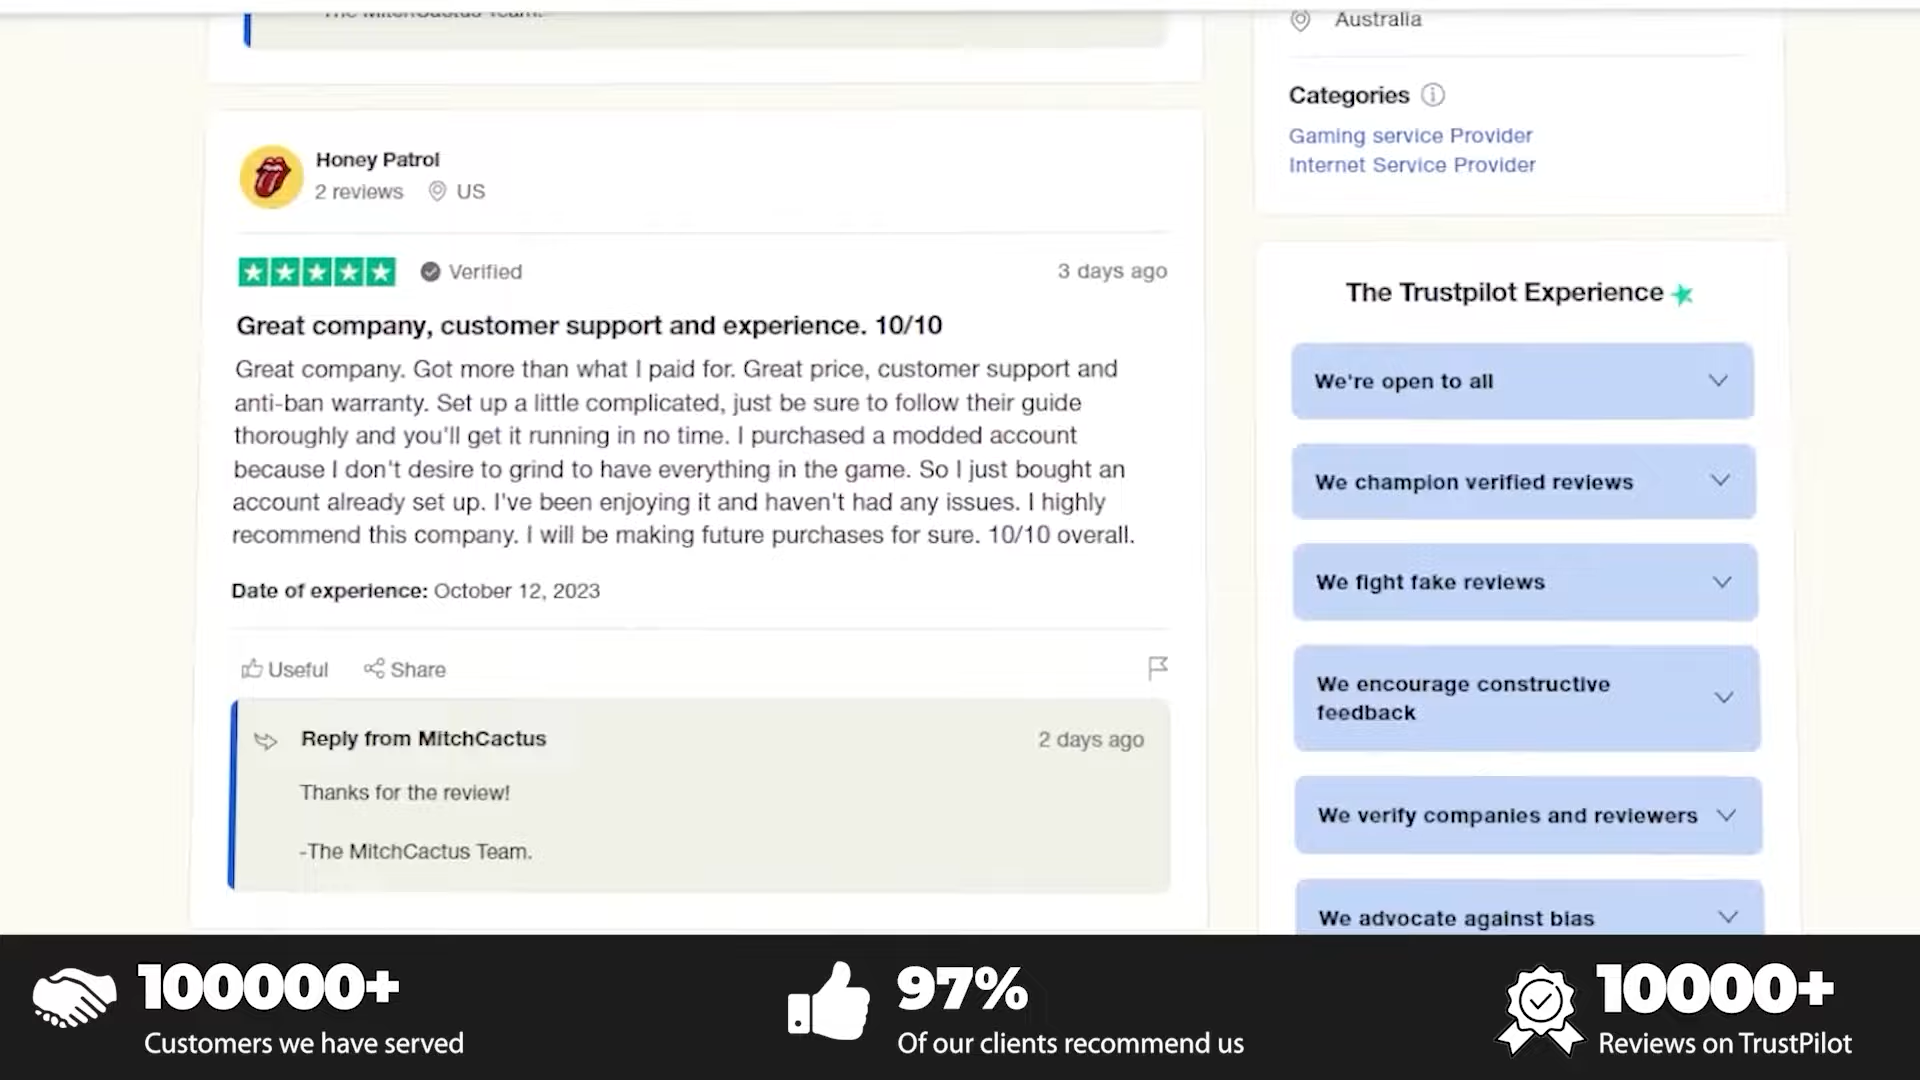 The MitchCactus Team.
Australia
Categories
Gaming service Provider
Internet Service Provider
Honey Patrol
2 reviews US
Verified
3 days ago
Great company, customer support and experience. 10/10
Great company. Got more than what I paid for. Great price, customer support and
anti-ban warranty. Set up a little complicated, just be sure to follow their guide
thoroughly and you'll get it running in no time. I purchased a modded account
because I don't desire to grind to have everything in the game. So I just bought an
account already set up. I've been enjoying it and haven't had any issues. I highly
recommend this company. I will be making future purchases for sure. 10/10 overall.
Date of experience: October 12, 2023
Useful Share
Reply from MitchCactus
2 days ago
Thanks for the review!
-The MitchCactus Team.
The Trustpilot Experience
We're open to all
We champion verified reviews
We fight fake reviews
We encourage constructive
feedback
We verify companies and reviewers
We advocate against bias
100000+
Customers we have served
97%
Of our clients recommend us
10000+
Reviews on TrustPilot